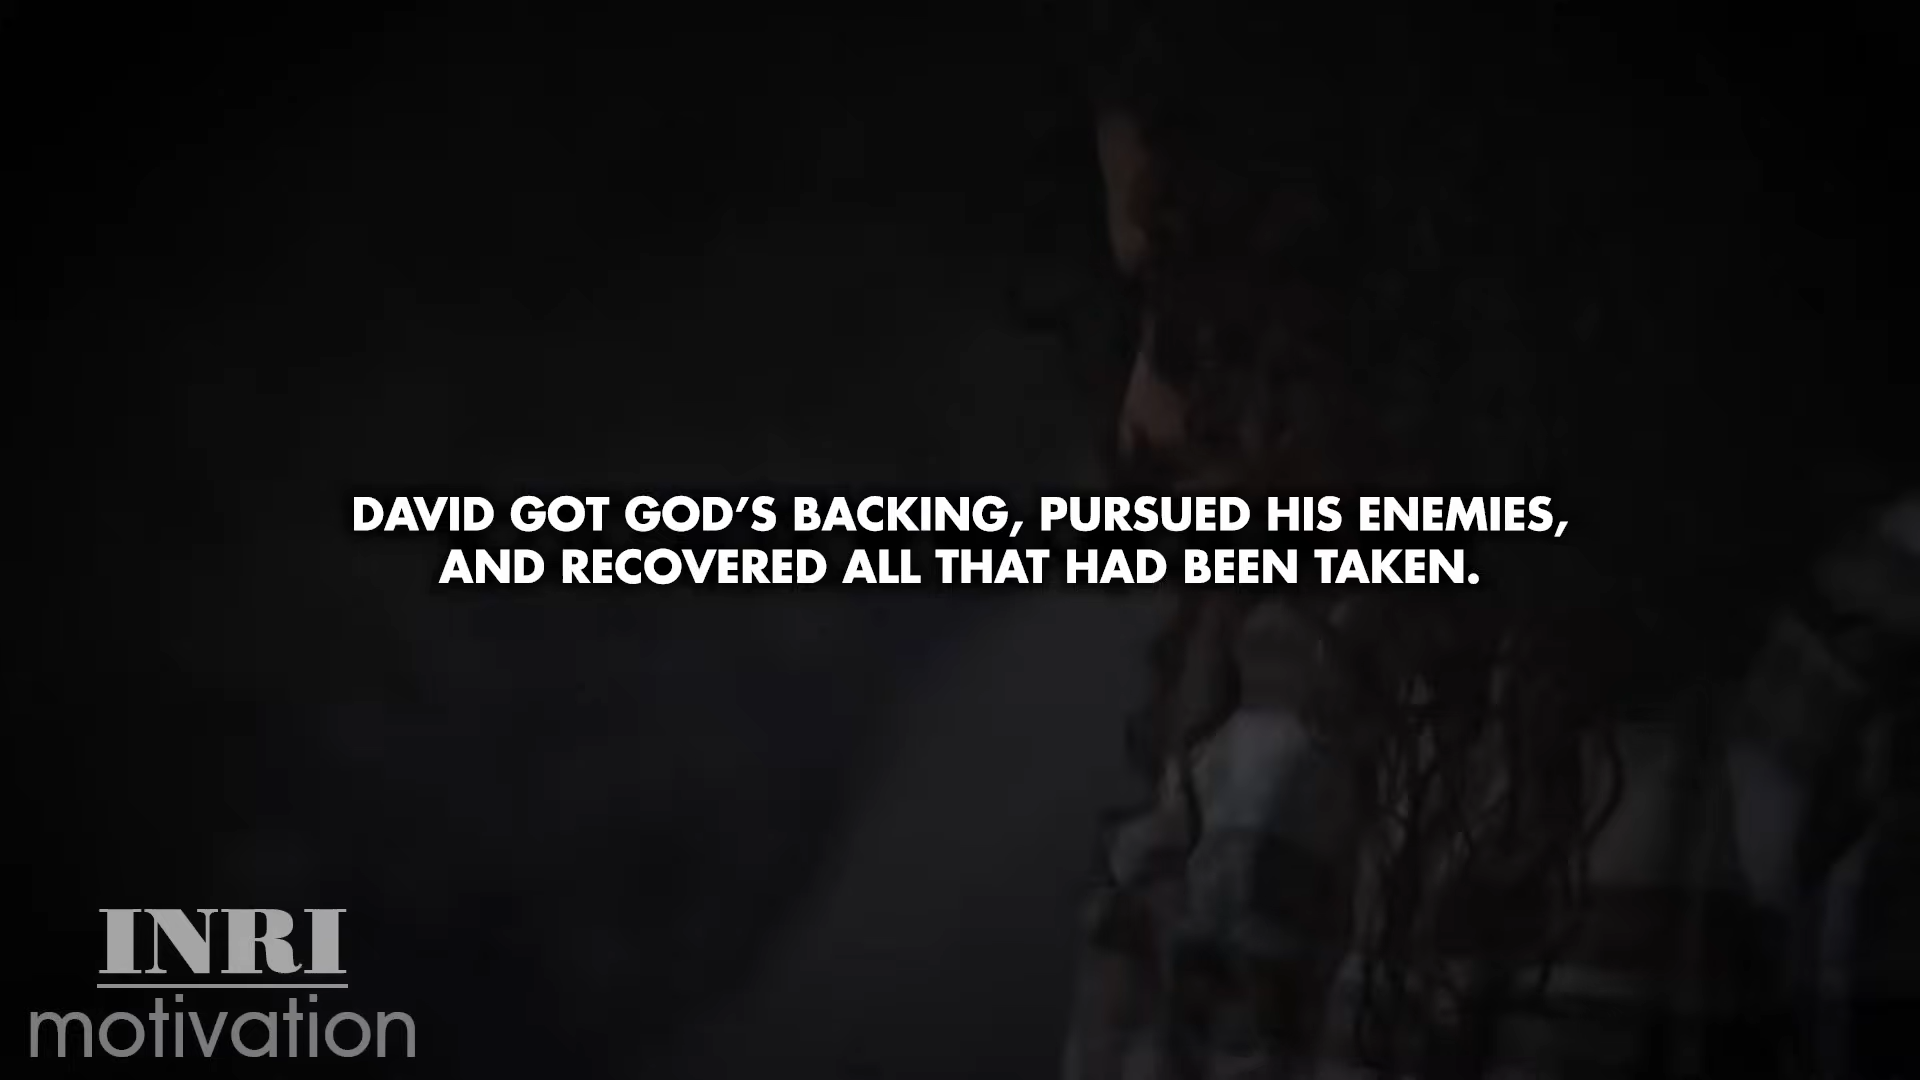 DAVID GOT GOD’S BACKING, PURSUED HIS ENEMIES,
AND RECOVERED ALL THAT HAD BEEN TAKEN.
INRI
motivation